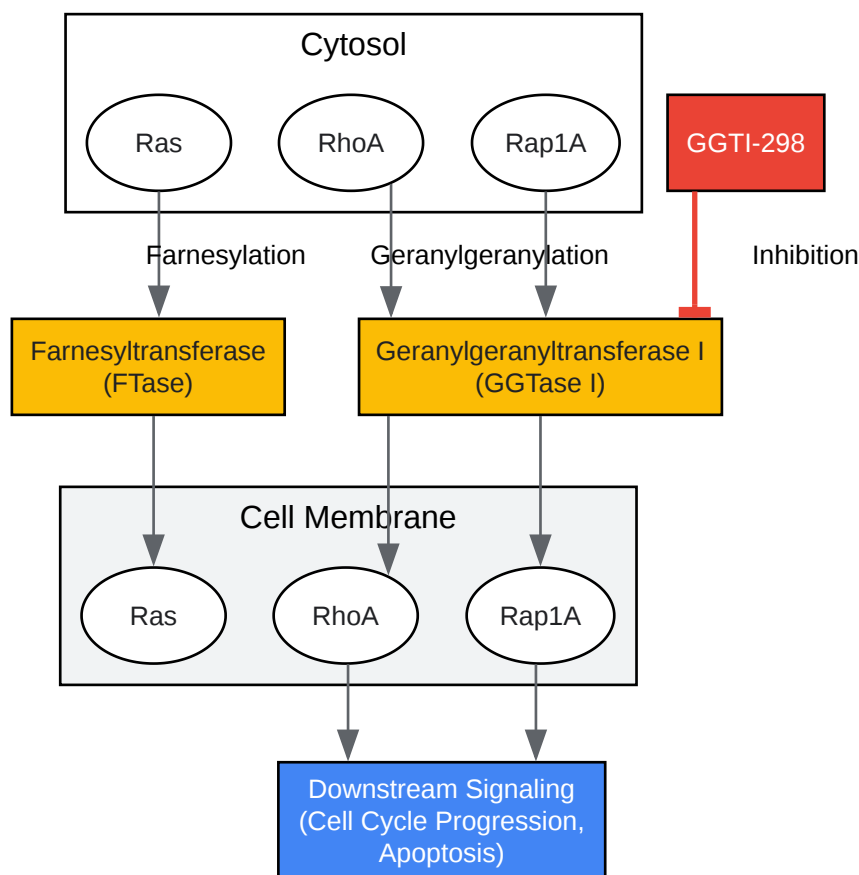 Cytosol
Ras
RhoA
Rap1A
GGTI-298
Farnesylation
Geranylgeranylation
Inhibition
Farnesyltransferase
(FTase)
Geranylgeranyltransferase I
(GGTase I)
Cell Membrane
Ras
RhoA
Rap1A
Downstream Signaling
(Cell Cycle Progression,
Apoptosis)